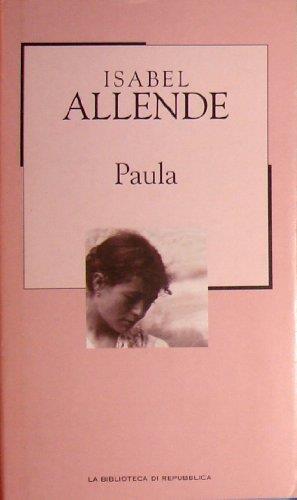 ISABEL
ALLENDE
Paula
LA BIBLIOTECA DI REPUBBLICA